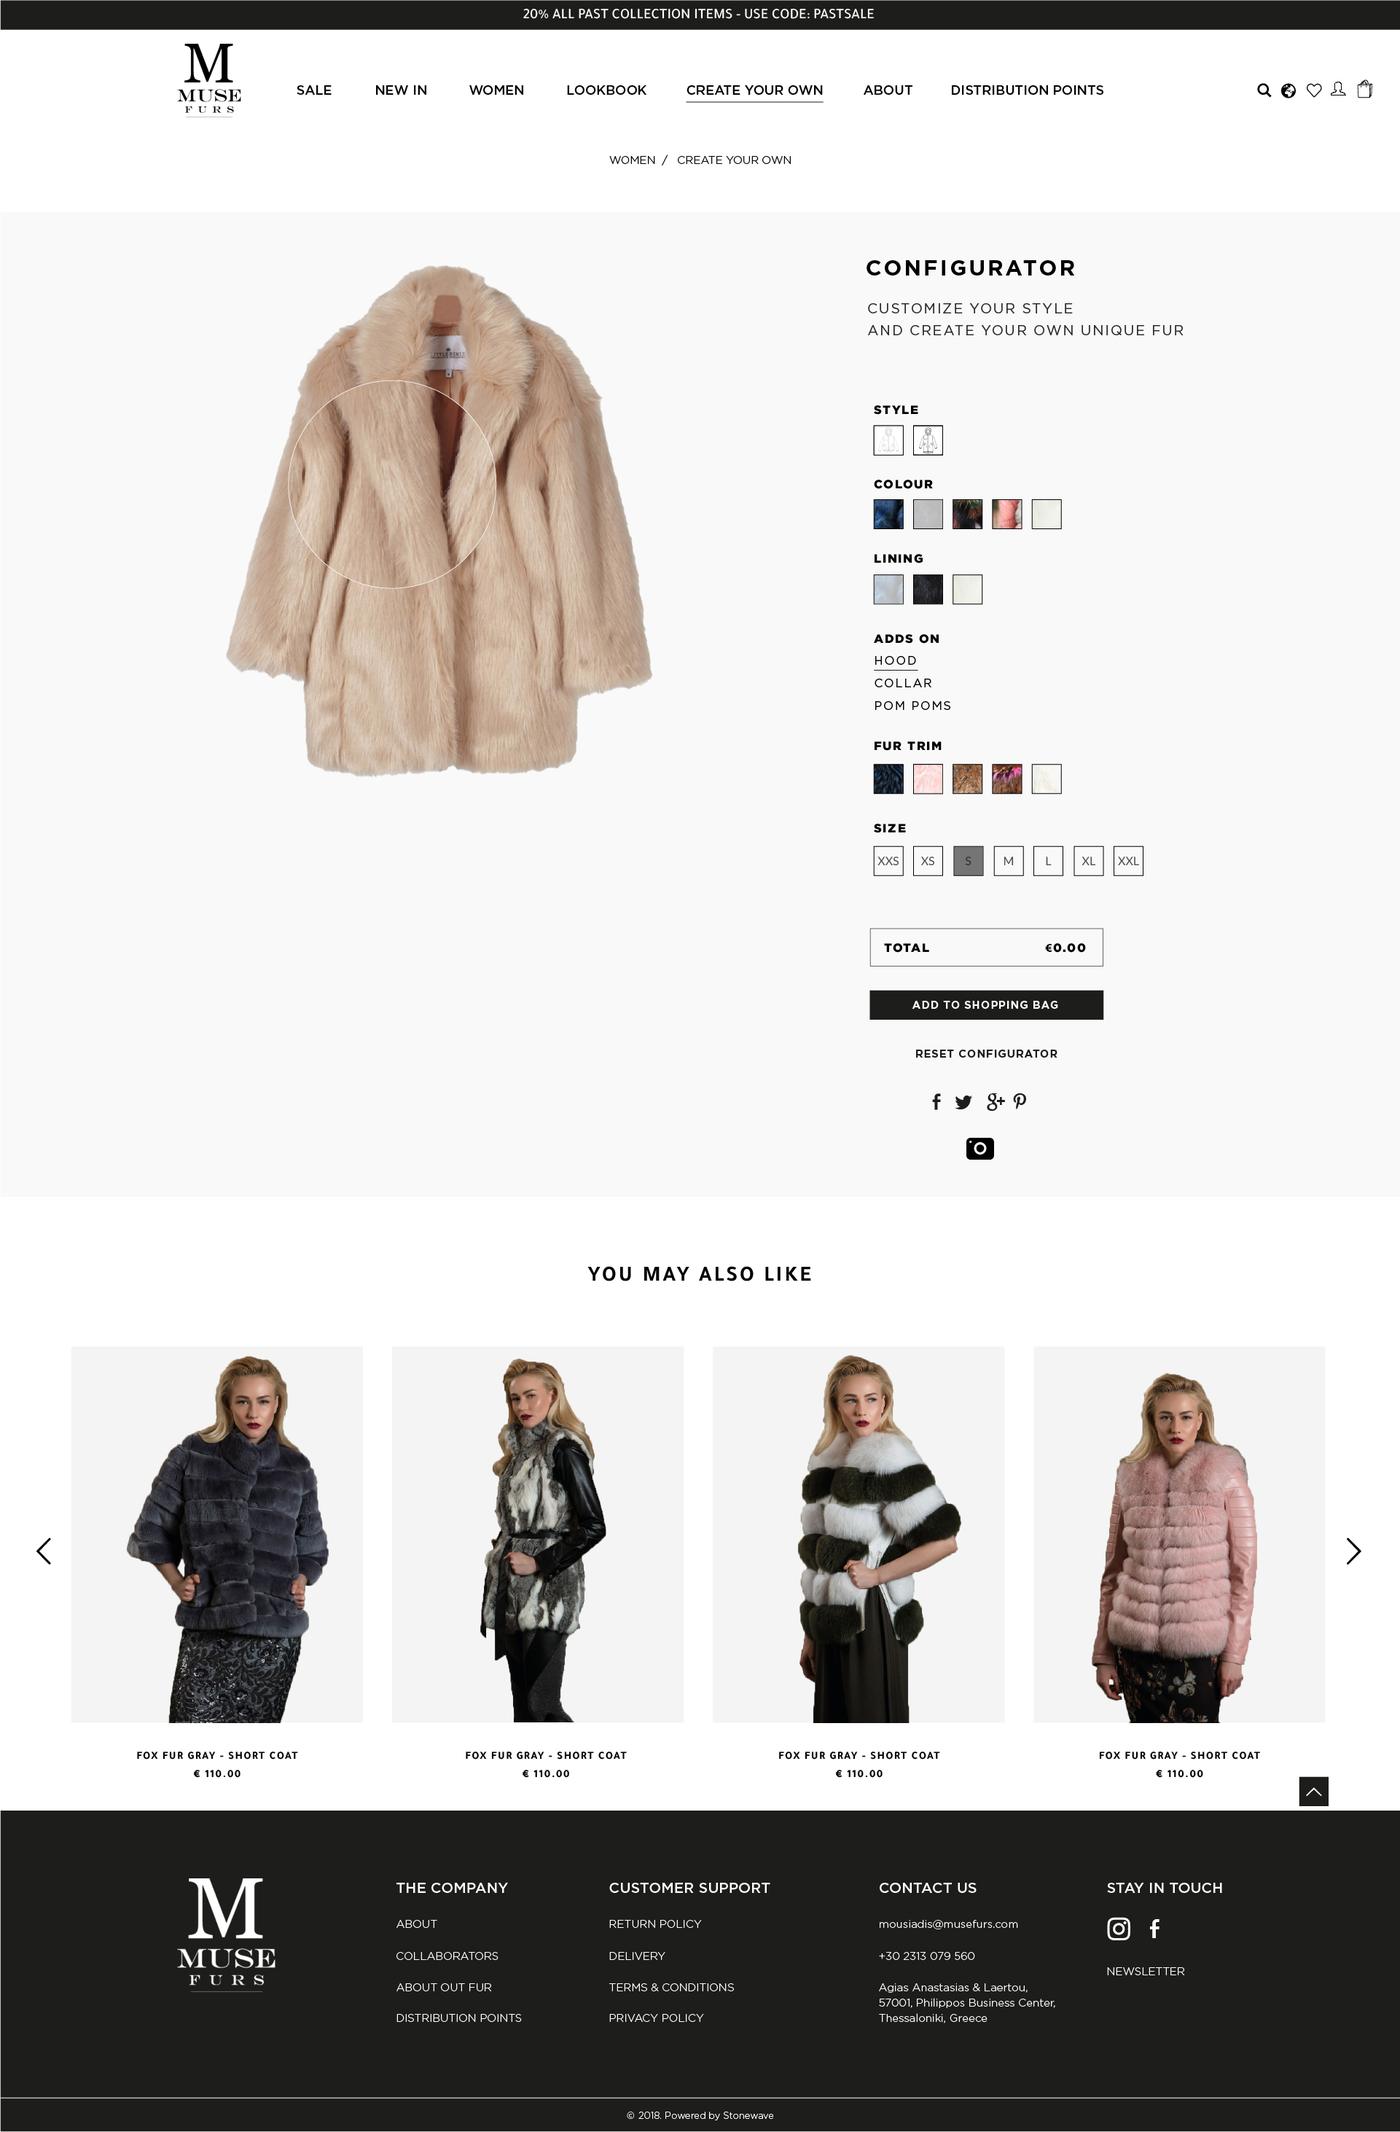 20% ALL PAST COLLECTION ITEMS - USE CODE: PASTSALE
M
MUSE
FURS
SALE NEW IN WOMEN LOOKBOOK CREATE YOUR OWN ABOUT DISTRIBUTION POINTS
WOMEN / CREATE YOUR OWN
CONFIGURATOR
CUSTOMIZE YOUR STYLE
AND CREATE YOUR OWN UNIQUE FUR
STYLE
COLOUR
LINING
ADDS ON
HOOD
COLLAR
POM POMS
FUR TRIM
SIZE
XXS XS S M L XL XXL
TOTAL €0.00
ADD TO SHOPPING BAG
RESET CONFIGURATOR
YOU MAY ALSO LIKE
FOX FUR GRAY - SHORT COAT
€ 110.00
FOX FUR GRAY - SHORT COAT
€ 110.00
FOX FUR GRAY - SHORT COAT
€ 110.00
FOX FUR GRAY - SHORT COAT
€ 110.00
M
MUSE
FURS
THE COMPANY
ABOUT
COLLABORATORS
ABOUT OUT FUR
DISTRIBUTION POINTS
CUSTOMER SUPPORT
RETURN POLICY
DELIVERY
TERMS & CONDITIONS
PRIVACY POLICY
CONTACT US
mousiadis@musefurs.com
+30 2313 079 560
Agias Anastasias & Laertou,
57001, Philippos Business Center,
Thessaloniki, Greece
STAY IN TOUCH
NEWSLETTER
© 2018. Powered by Stonewave